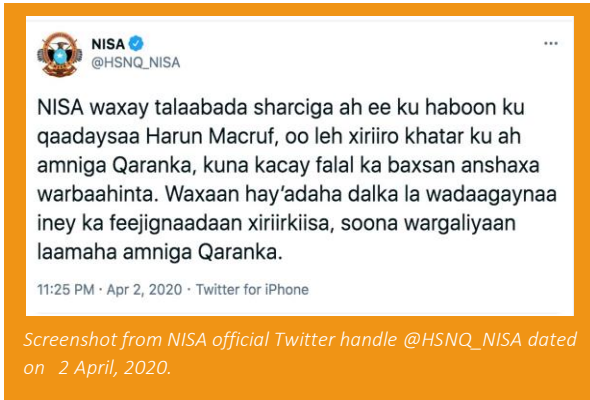 NISA
@HSNQ_NISA
NISA waxay talaabada sharciga ah ee ku haboon ku
qaadaysaa Harun Macruf, oo leh xiriiro khatar ku ah
amniga Qaranka, kuna kacay falal ka baxsan anshaxa
warbaahinta. Waxaan hay'adaha dalka la wadaagaynaa
iney ka feejignaadaan xiriirkiisa, soona wargaliyaan
laamaha amniga Qaranka.
11:25 PM · Apr 2, 2020 · Twitter for iPhone
Screenshot from NISA official Twitter handle @HSNQ_NISA dated
on 2 April, 2020.